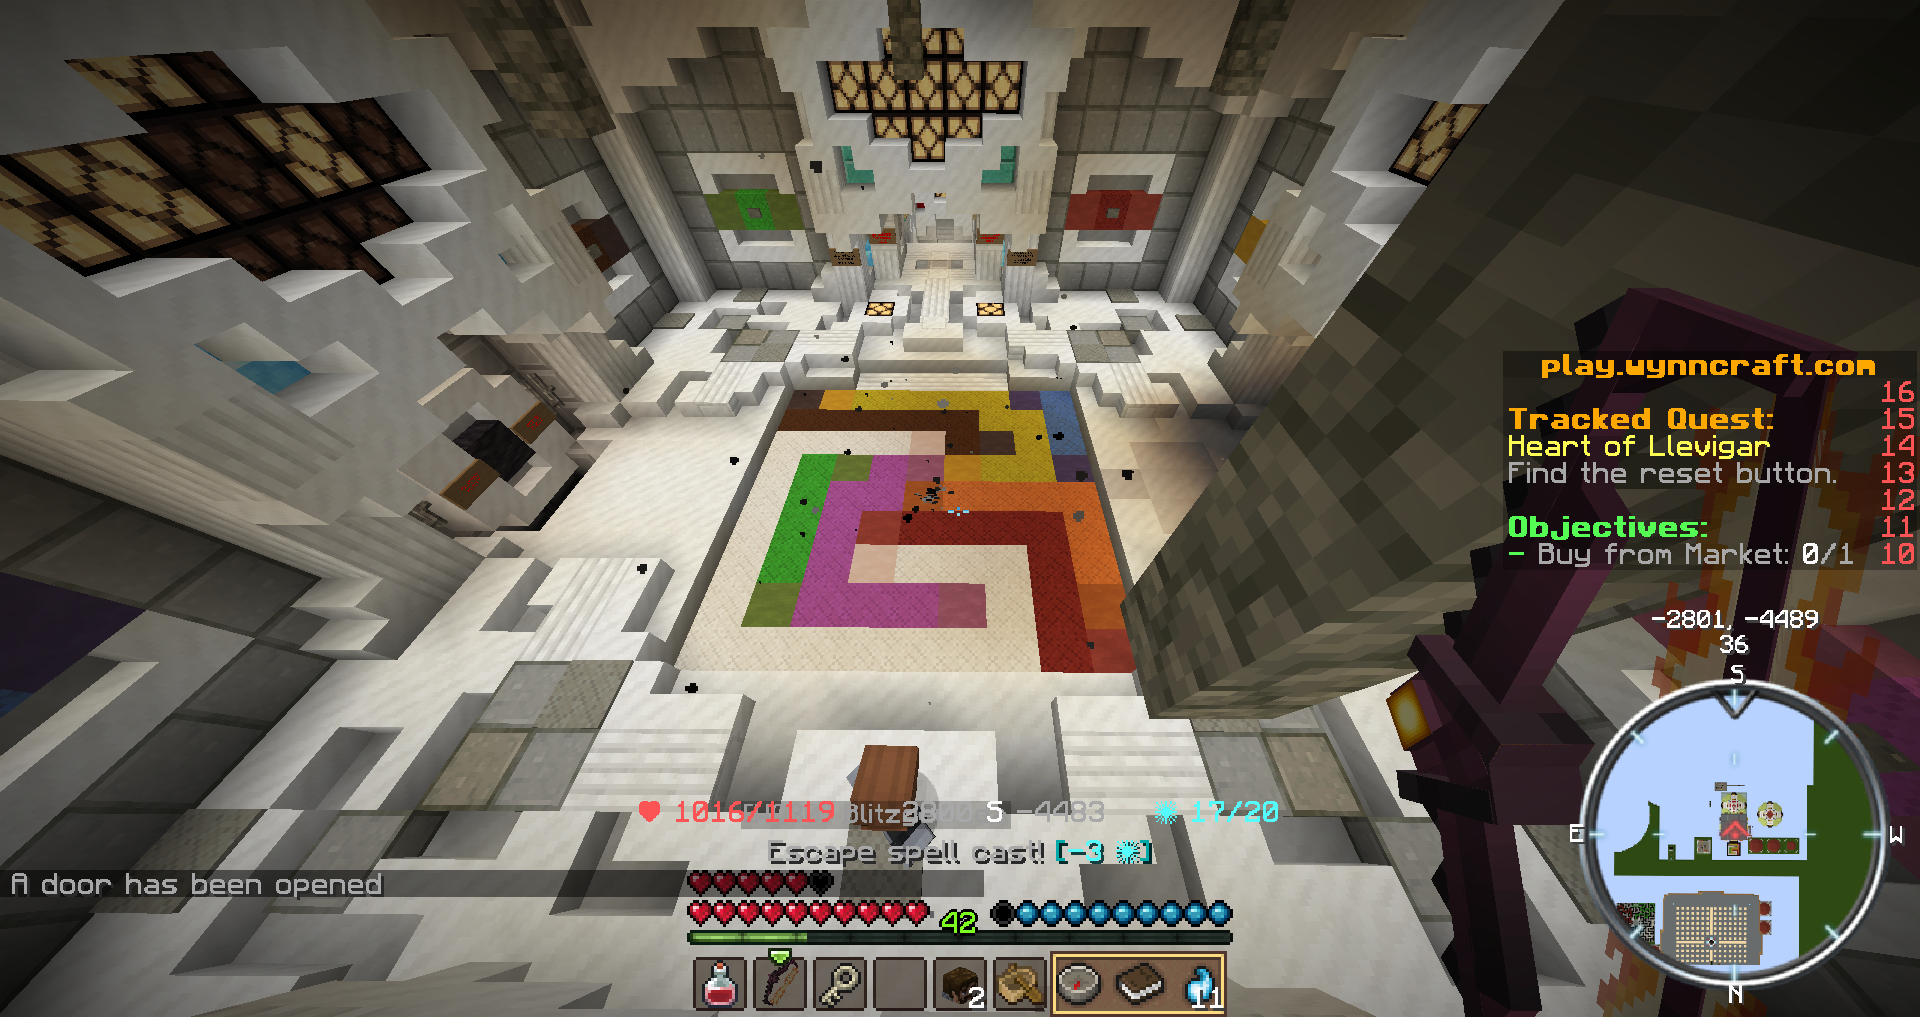 play.wynncraft.com
16
Tracked Quest: 15
Heart of Llevigar 14
Find the reset button. 13
12
Objectives: 11
- Buy from Market: 0/1 10
-2801, -4489
36
S
E
W
N
1016/1119
Blitz
2800 S -4483
17/20
Escape spell cast! [-3 ]
A door has been opened
42
2
11